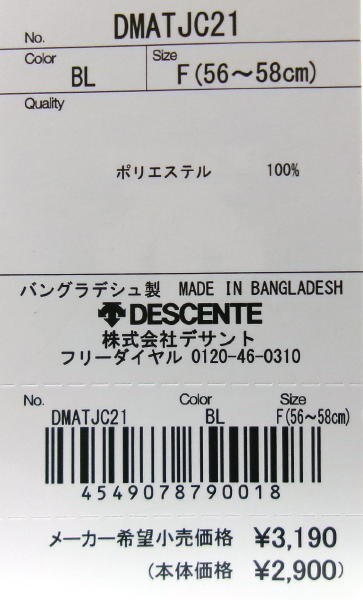 No. DMATJC21
Color Size
BL F(56～58cm)
Quality
ポリエステル 100%
バングラデシュ製 MADE IN BANGLADESH
DESCENTE
株式会社デサント
フリーダイヤル 0120-46-0310
No. Color Size
DMATJC21 BL F(56～58cm)
4549078790018
メーカー希望小売価格 ¥3,190
(本体価格 ¥2,900)